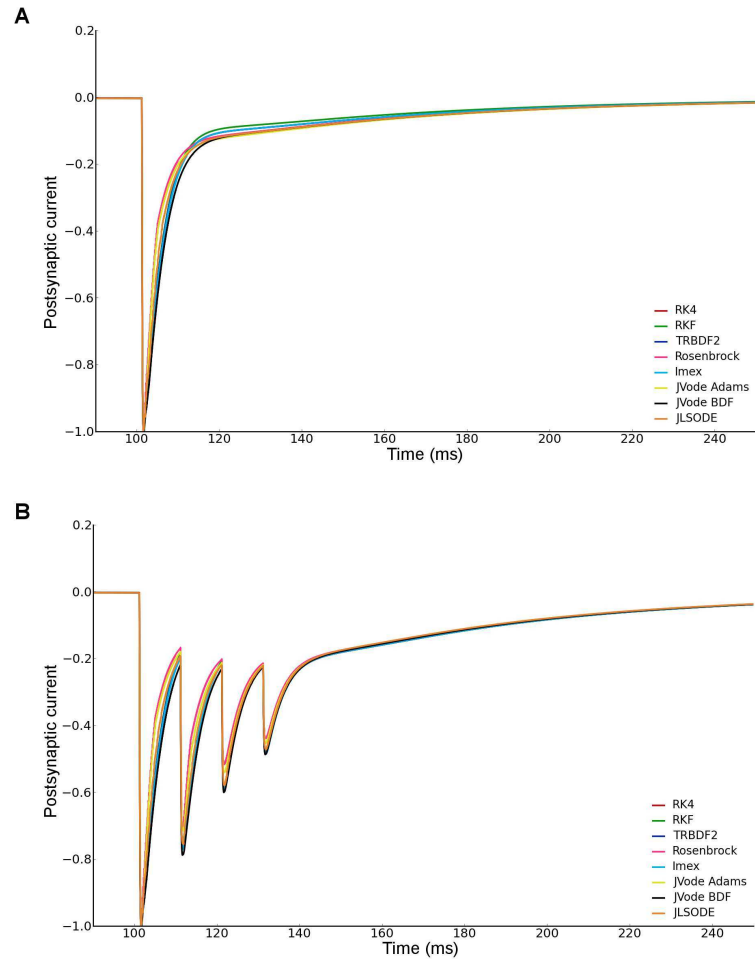 A
0.2
0.0
−0.2
−0.4
−0.6
−0.8
−1.0
Postsynaptic current
RK4
RKF
TRBDF2
Rosenbrock
Imex
JVode Adams
JVode BDF
JLSODE
100 120 140 160 180 200 220 240
Time (ms)
B
0.2
0.0
−0.2
−0.4
−0.6
−0.8
−1.0
Postsynaptic current
RK4
RKF
TRBDF2
Rosenbrock
Imex
JVode Adams
JVode BDF
JLSODE
100 120 140 160 180 200 220 240
Time (ms)